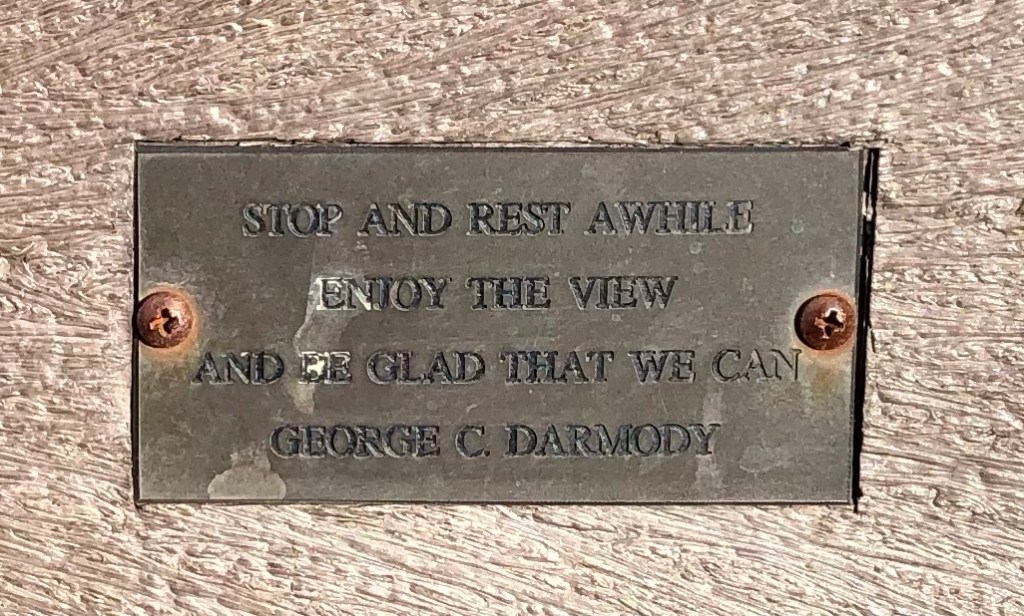 STOP AND REST AWHILE
ENJOY THE VIEW
AND BE GLAD THAT WE CAN
GEORGE C. DARMODY